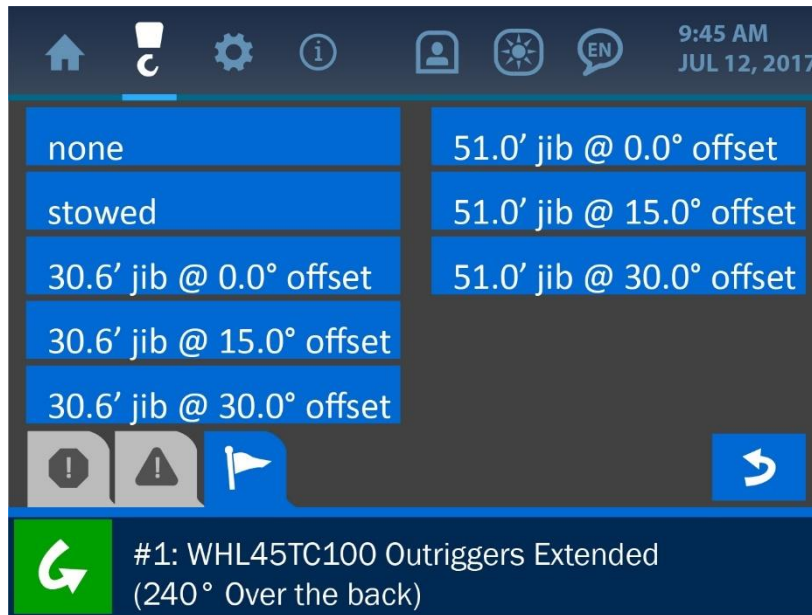 EN
9:45 AM
JUL 12, 2017
none
stowed
30.6′ jib @ 0.0° offset
30.6′ jib @ 15.0° offset
30.6′ jib @ 30.0° offset
51.0′ jib @ 0.0° offset
51.0′ jib @ 15.0° offset
51.0′ jib @ 30.0° offset
#1: WHL45TC100 Outriggers Extended
(240° Over the back)